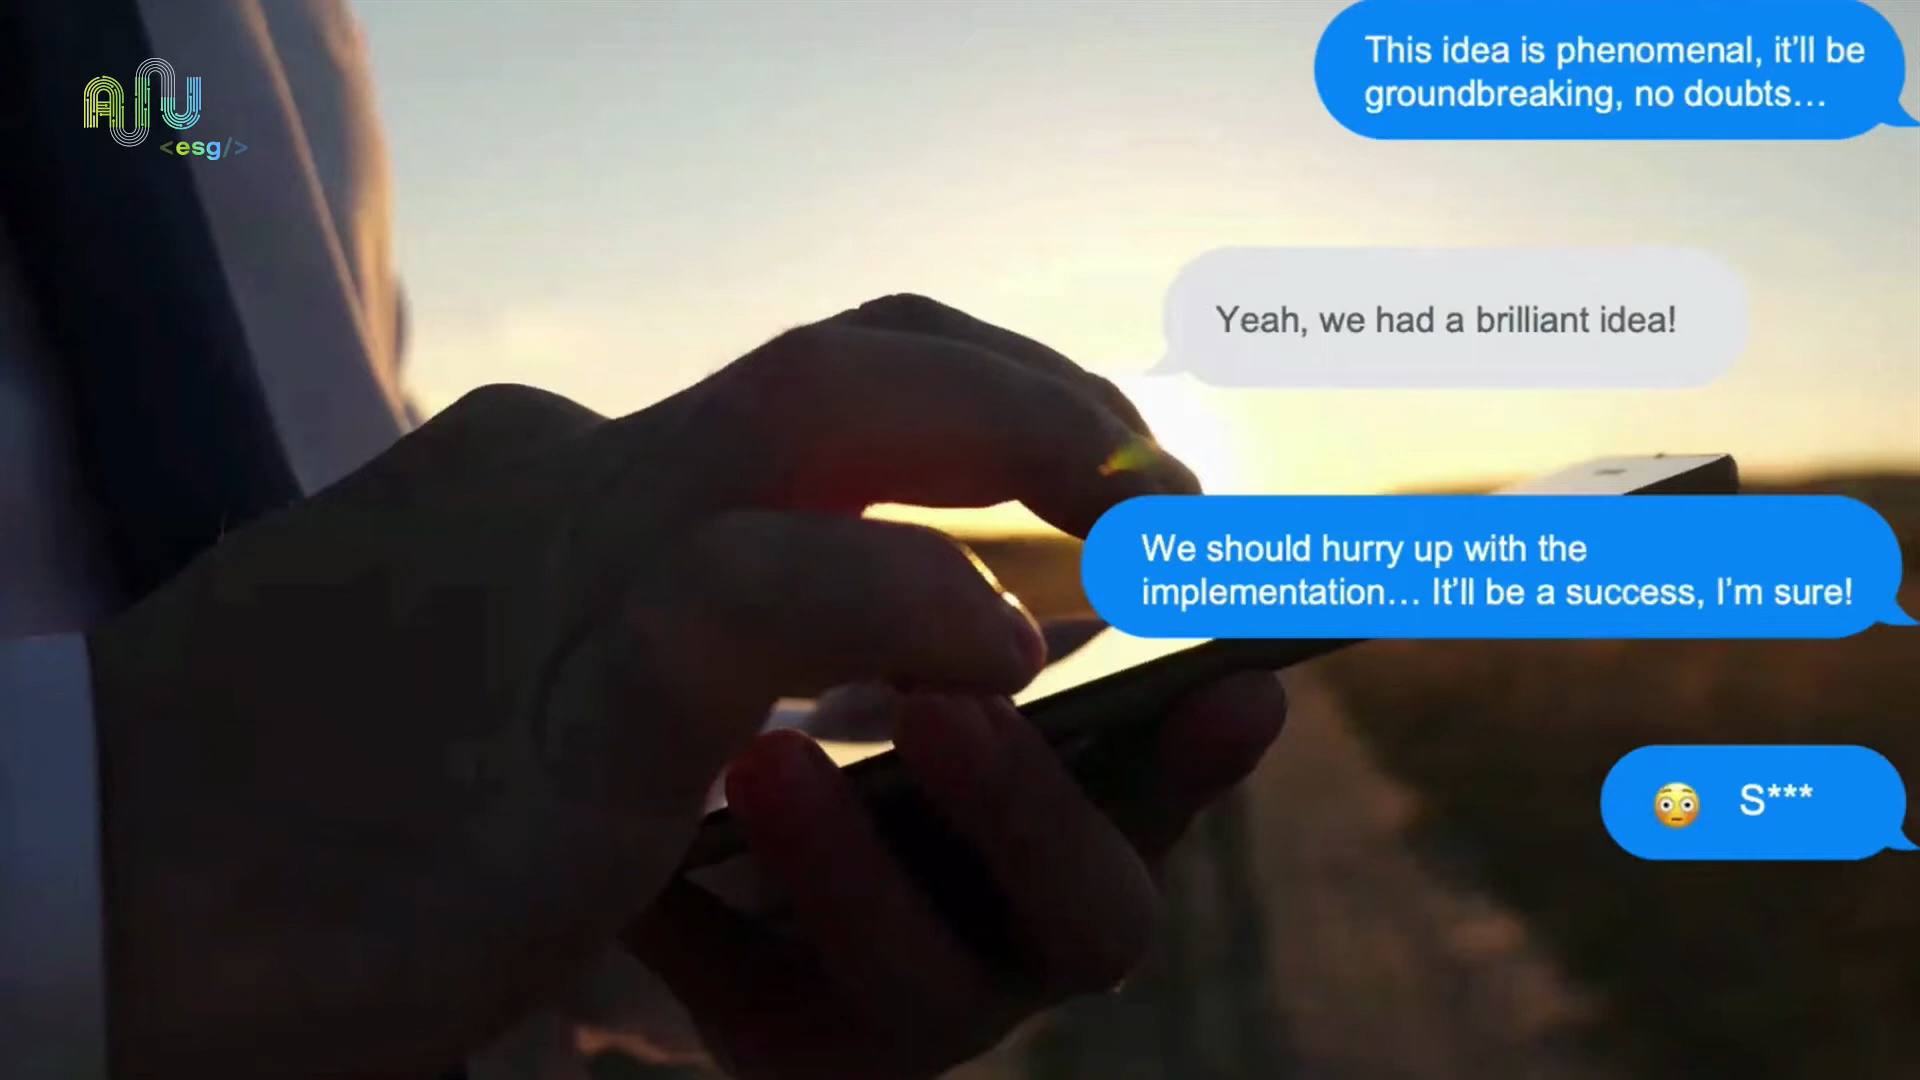 AUU
<esg/>
This idea is phenomenal, it'll be
groundbreaking, no doubts…
Yeah, we had a brilliant idea!
We should hurry up with the
implementation… It'll be a success, I'm sure!
😳 S***